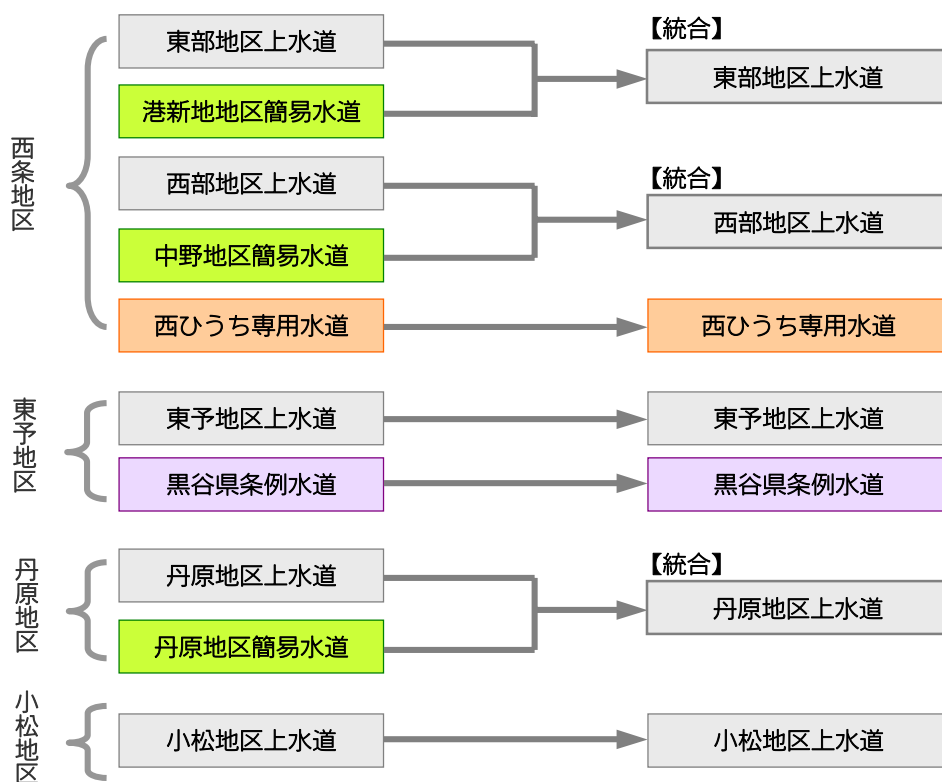 西条地区
東部地区上水道
港新地地区簡易水道
【統合】
東部地区上水道
西部地区上水道
中野地区簡易水道
【統合】
西部地区上水道
西ひうち専用水道
西ひうち専用水道
東予地区
東予地区上水道
東予地区上水道
黒谷県条例水道
黒谷県条例水道
丹原地区
丹原地区上水道
丹原地区簡易水道
【統合】
丹原地区上水道
小松地区
小松地区上水道
小松地区上水道